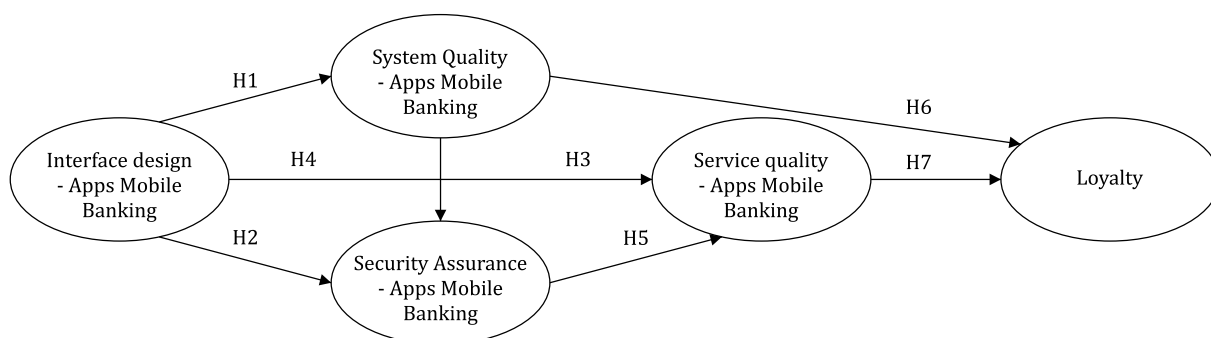 System Quality
- Apps Mobile
Banking
H1
H6
Interface design
- Apps Mobile
Banking
H4
H3
Service quality
- Apps Mobile
Banking
H7
Loyalty
H2
H5
Security Assurance
- Apps Mobile
Banking